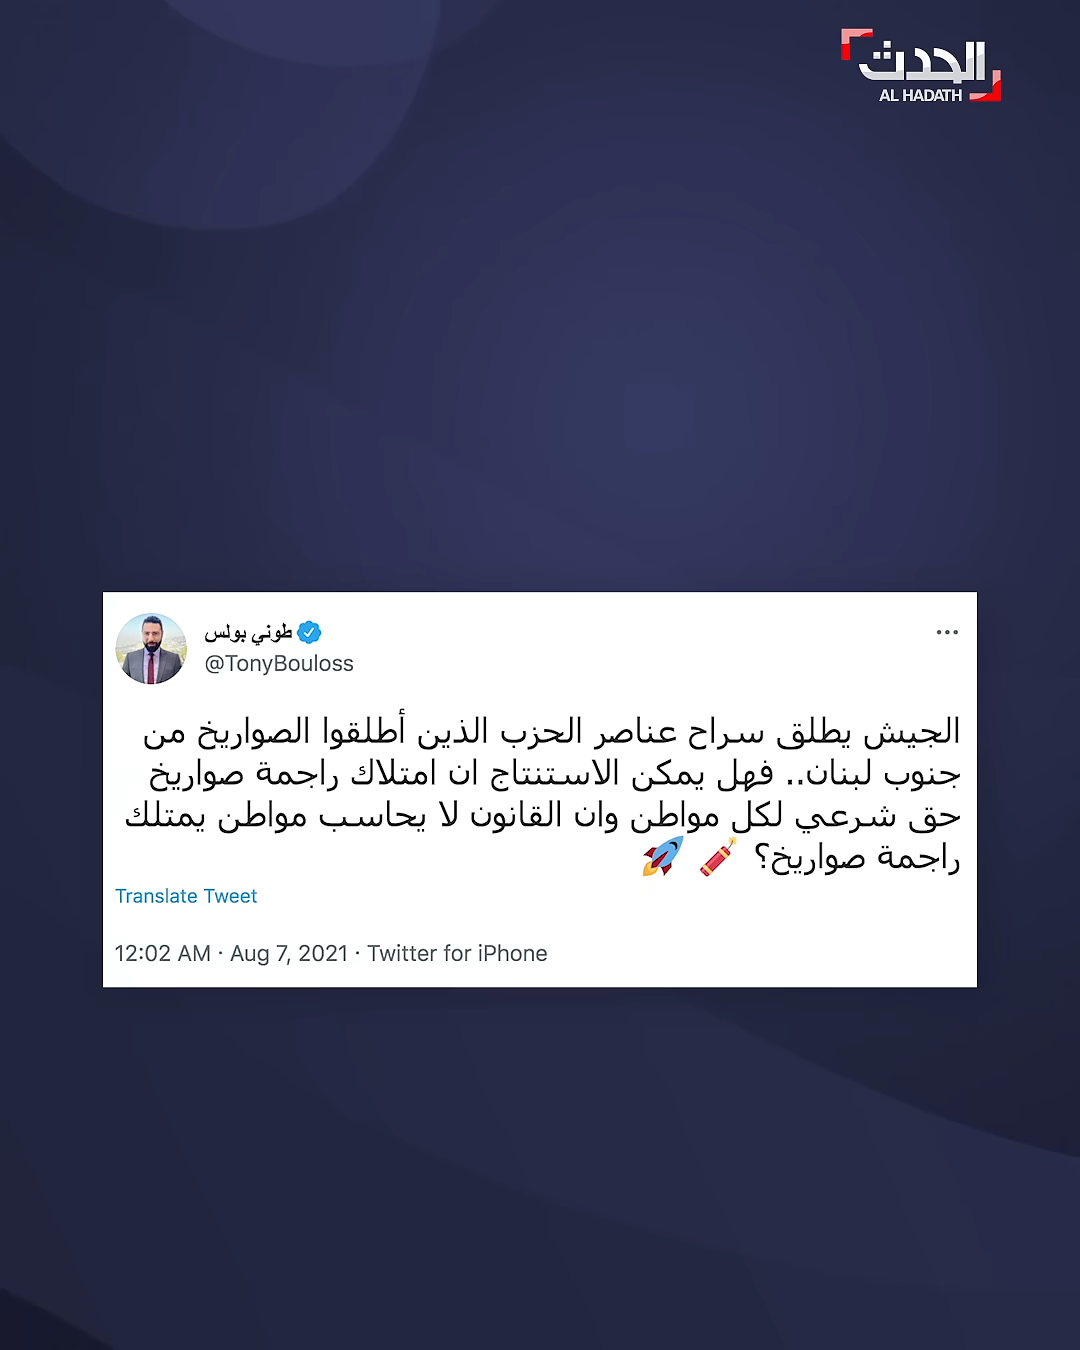 الحدث
AL HADATH
طوني بولس
@TonyBouloss
الجيش يطلق سراح عناصر الحزب الذين أطلقوا الصواريخ من
جنوب لبنان.. فهل يمكن الاستنتاج ان امتلاك راجمة صواريخ
حق شرعي لكل مواطن وان القانون لا يحاسب مواطن يمتلك
راجمة صواريخ؟ 🧨 🚀
Translate Tweet
12:02 AM · Aug 7, 2021 · Twitter for iPhone